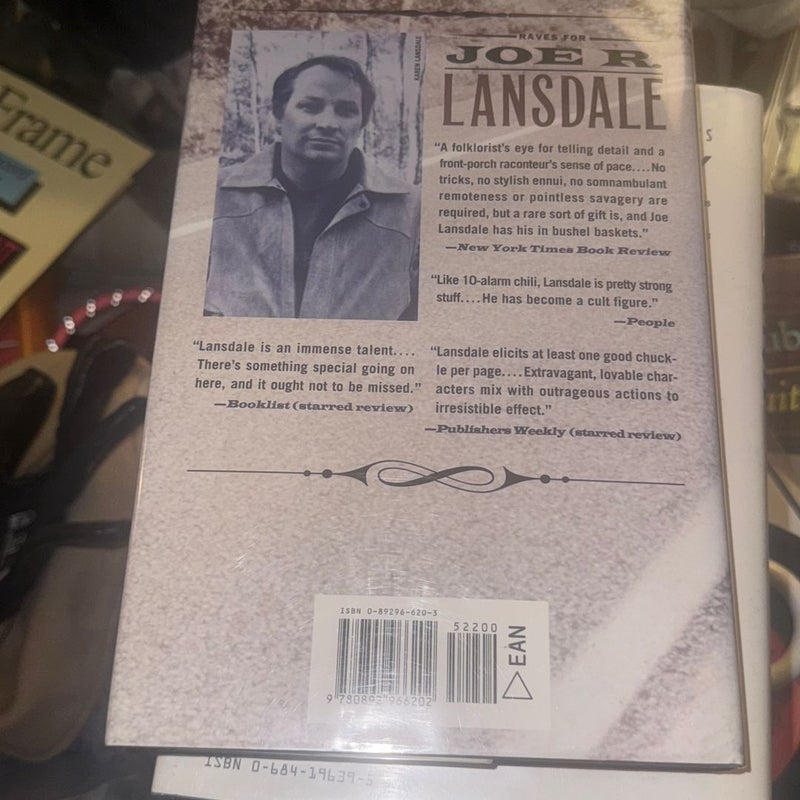 Frame
RAVES FOR
JOE R.
LANSDALE
KAREN LANSDALE
"A folklorist's eye for telling detail and a
front-porch raconteur's sense of pace....No
tricks, no stylish ennui, no somnambulant
remoteness or pointless savagery are
required, but a rare sort of gift is, and Joe
Lansdale has his in bushel baskets."
—New York Times Book Review
"Like 10-alarm chili, Lansdale is pretty strong
stuff....He has become a cult figure."
—People
"Lansdale is an immense talent....
There's something special going on
here, and it ought not to be missed."
—Booklist (starred review)
"Lansdale elicits at least one good chuck-
le per page....Extravagant, lovable char-
acters mix with outrageous actions to
irresistible effect."
—Publishers Weekly (starred review)
ISBN 0-89296-620-3
52200
EAN
9 780892 966202
ISBN 0-684-19639-5